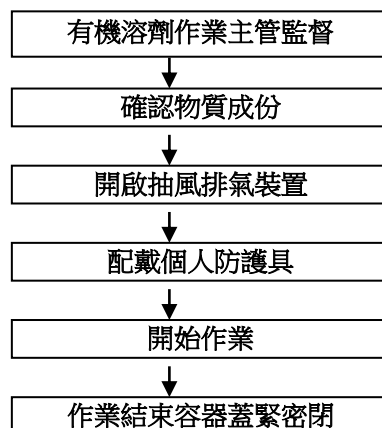 有機溶劑作業主管監督
確認物質成份
開啟抽風排氣裝置
配戴個人防護具
開始作業
作業結束容器蓋緊密閉